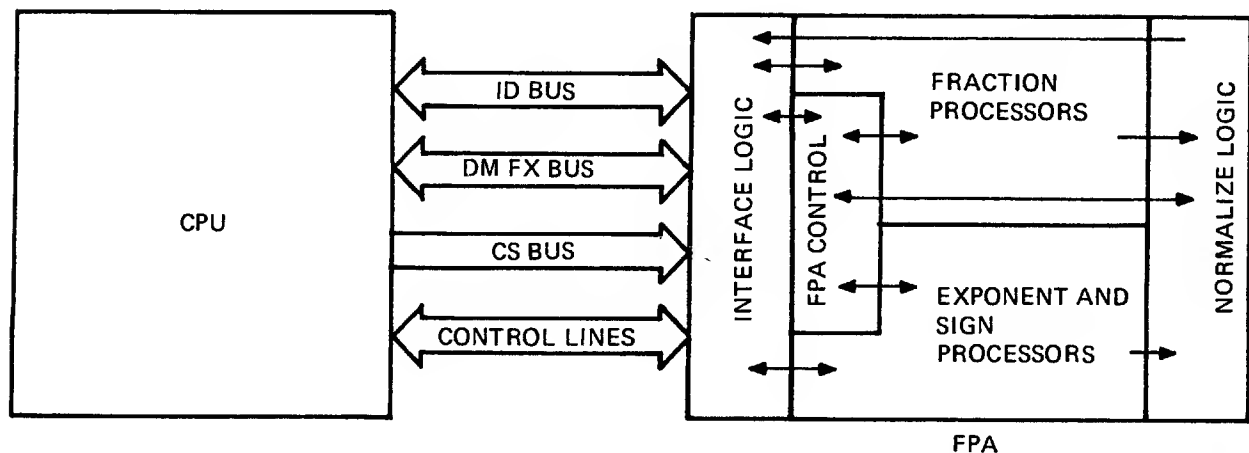 CPU
ID BUS
DM FX BUS
CS BUS
CONTROL LINES
INTERFACE LOGIC
FPA CONTROL
FRACTION
PROCESSORS
EXPONENT AND
SIGN
PROCESSORS
NORMALIZE LOGIC
FPA